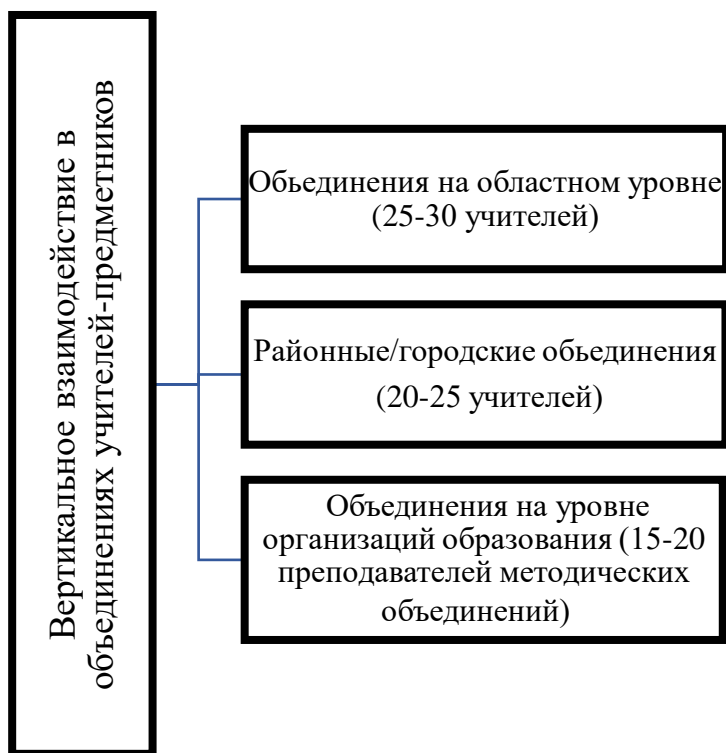 Вертикальное взаимодействие в
объединениях учителей-предметников
Обьединения на областном уровне
(25-30 учителей)
Районные/городские обьединения
(20-25 учителей)
Объединения на уровне
организаций образования (15-20
преподавателей методических
объединений)